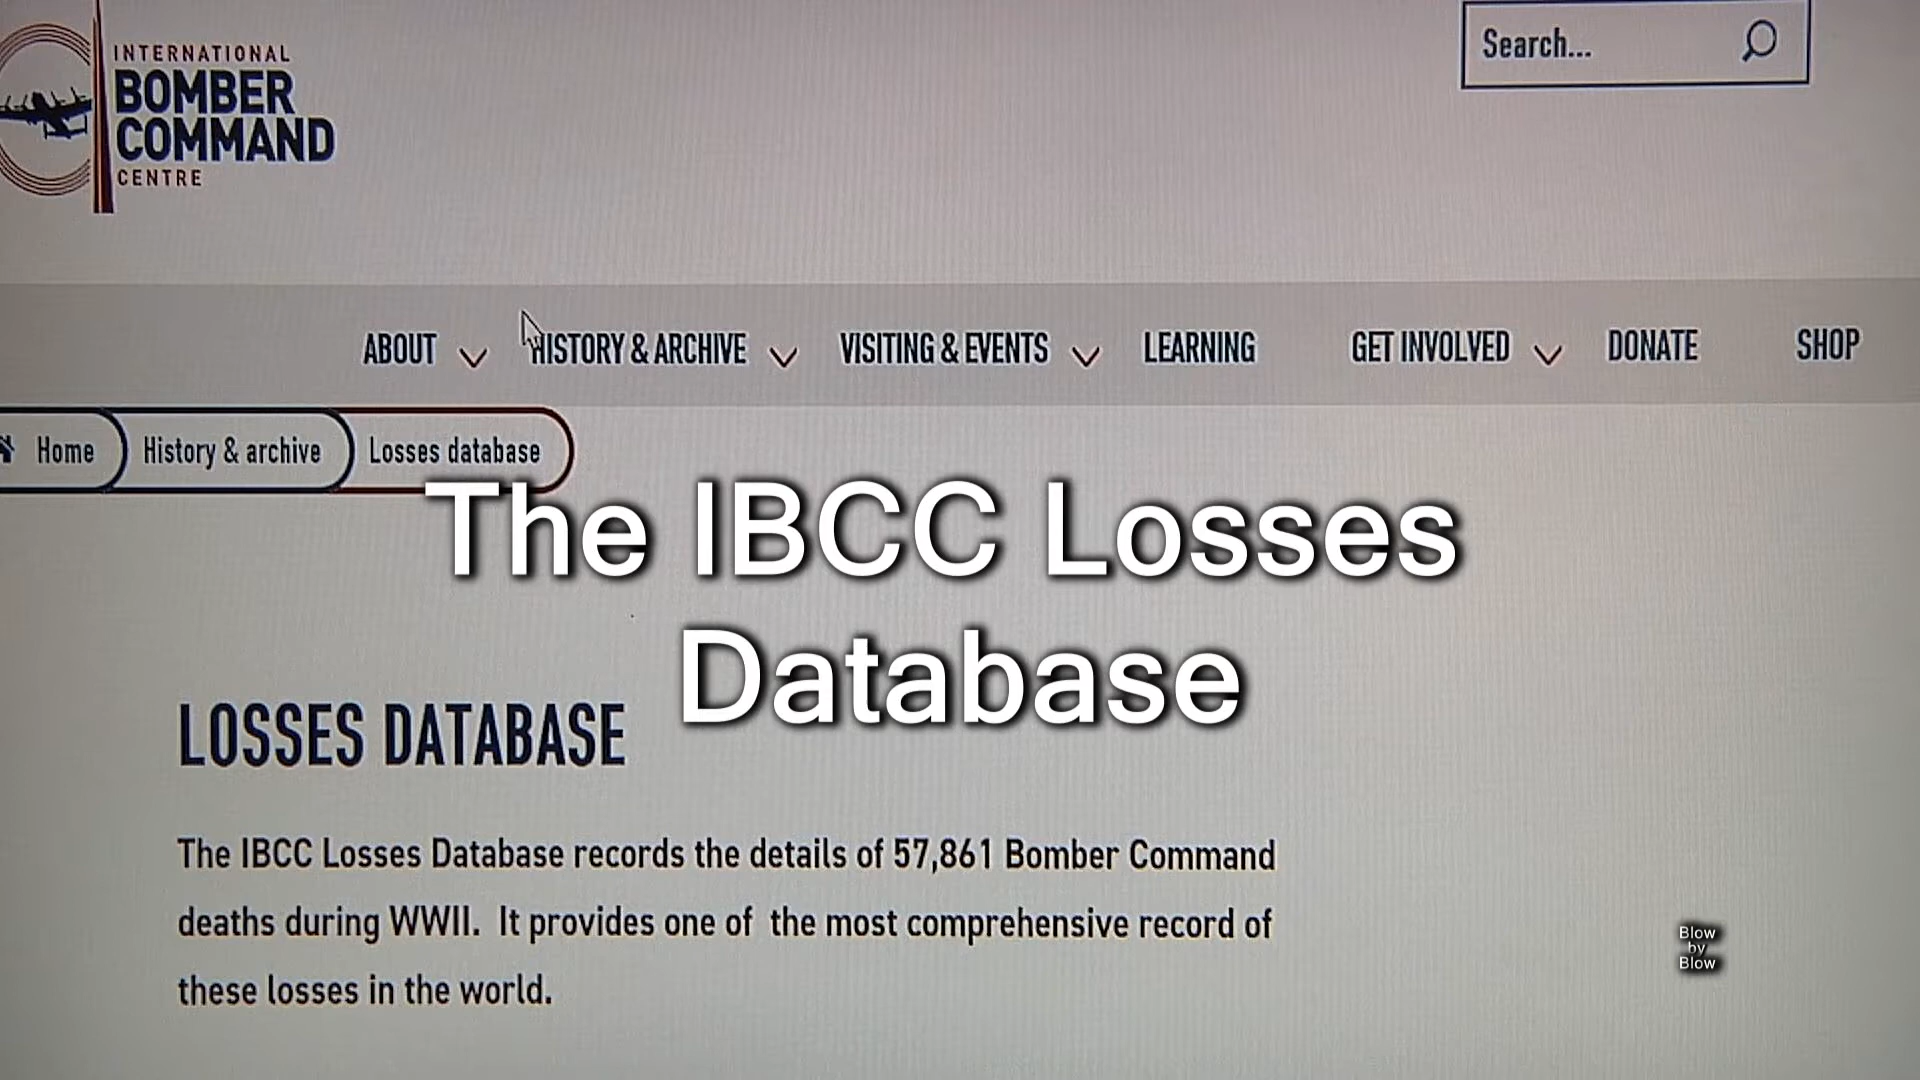 INTERNATIONAL
BOMBER
COMMAND
CENTRE
Search...
ABOUT
HISTORY & ARCHIVE
VISITING & EVENTS
LEARNING
GET INVOLVED
DONATE
SHOP
Home
History & archive
Losses database
The IBCC Losses
Database
LOSSES DATABASE
The IBCC Losses Database records the details of 57,861 Bomber Command
deaths during WWII. It provides one of the most comprehensive record of
these losses in the world.
Blow
by
Blow